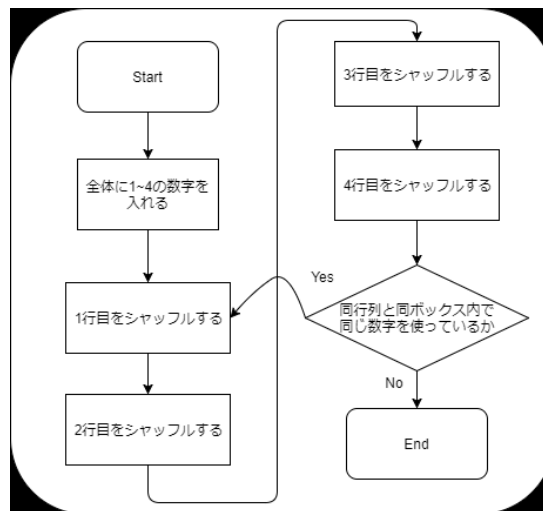 Start
全体に1~4の数字を
入れる
1行目をシャッフルする
2行目をシャッフルする
3行目をシャッフルする
4行目をシャッフルする
同行列と同ボックス内で
同じ数字を使っているか
Yes
No
End